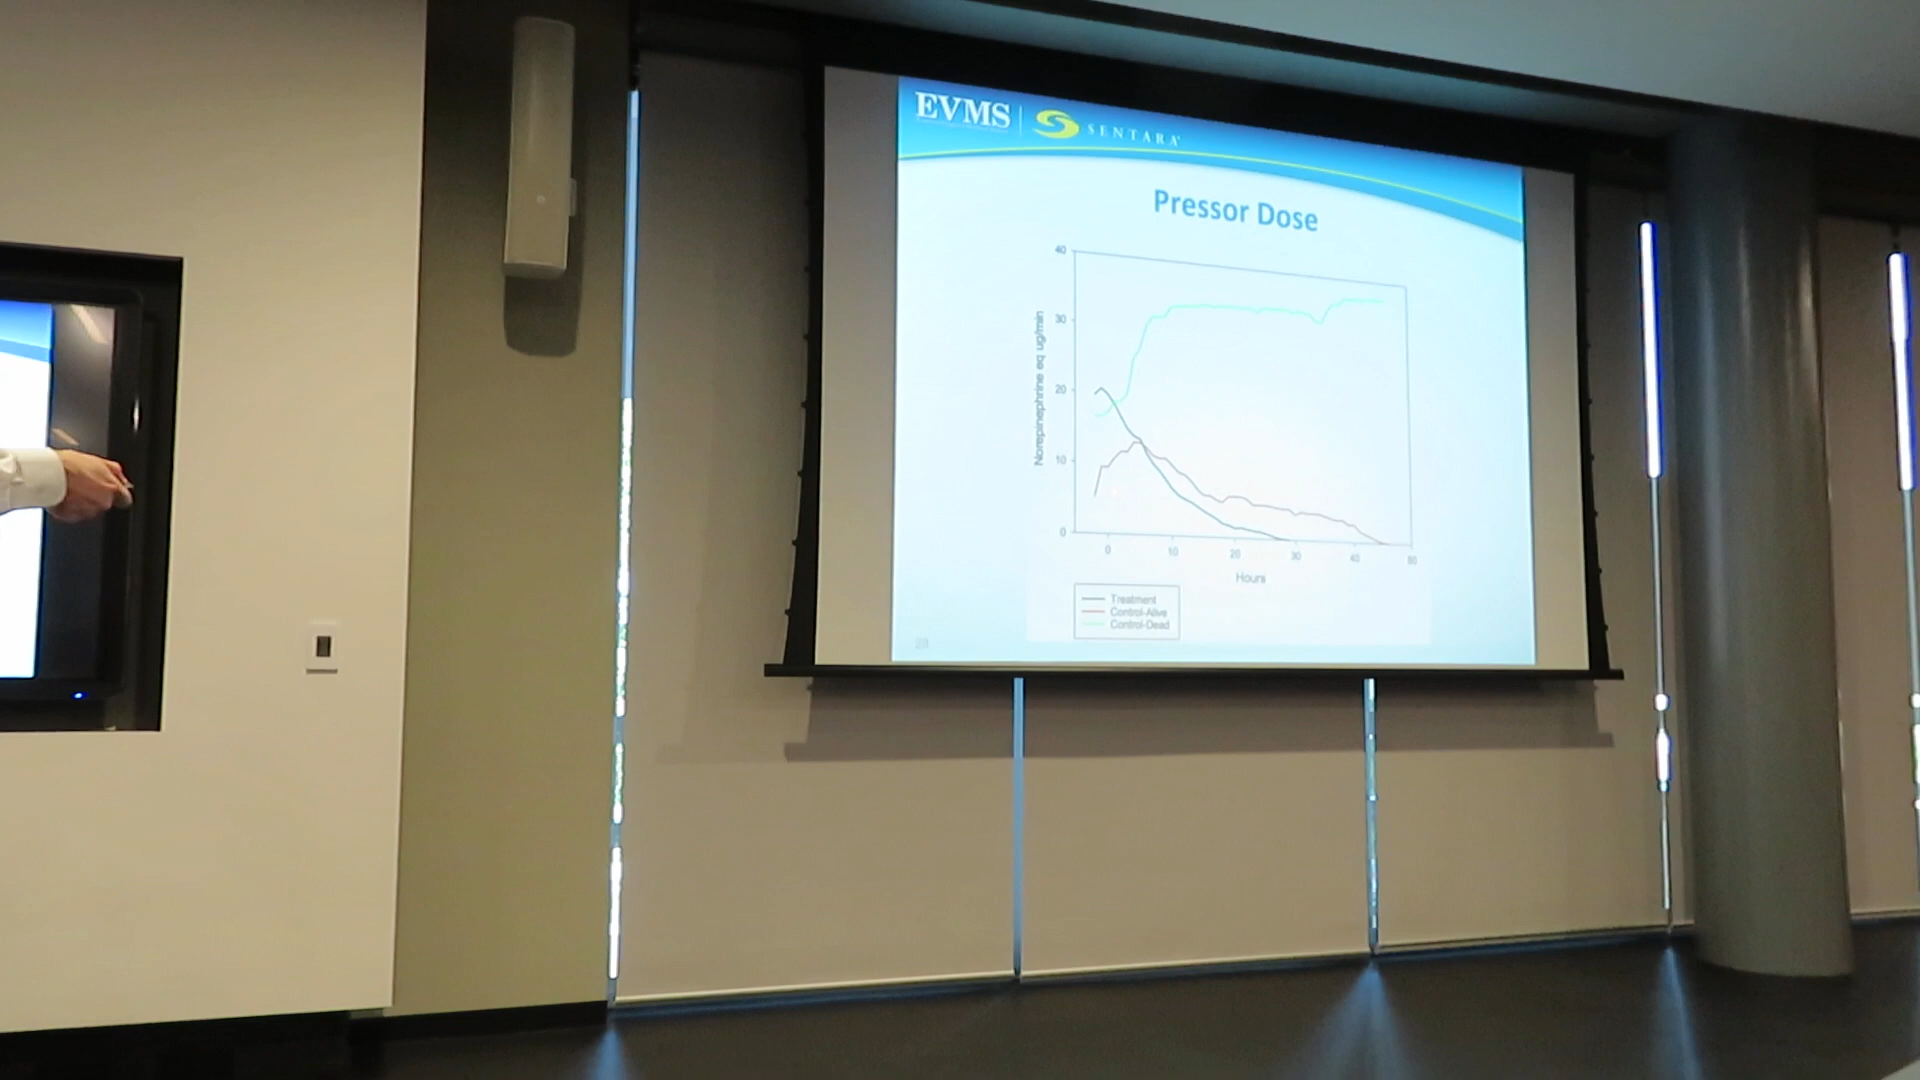 EVMS SENTARA
Pressor Dose
40
30
20
10
0
Norepinephrine eq ug/min
0 10 20 30 40 50
Hours
Treatment
Control-Alive
Control-Dead
28